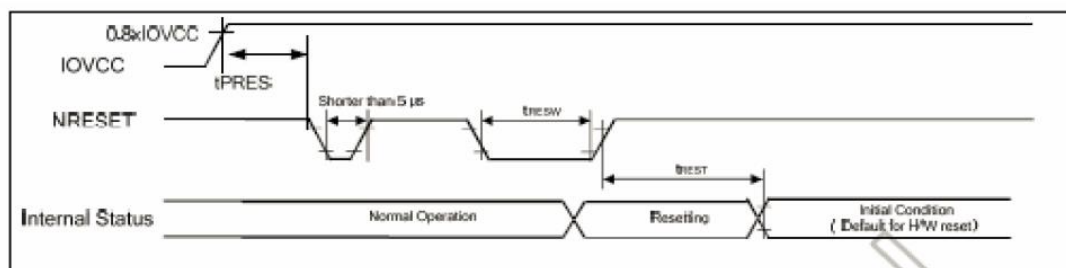 0.8xIOVCC
IOVCC
tPRES
Shorter than 5 μs
NRESET
tRESW
tREST
Internal Status
Normal Operation
Resetting
Initial Condition
( Default for H/W reset)